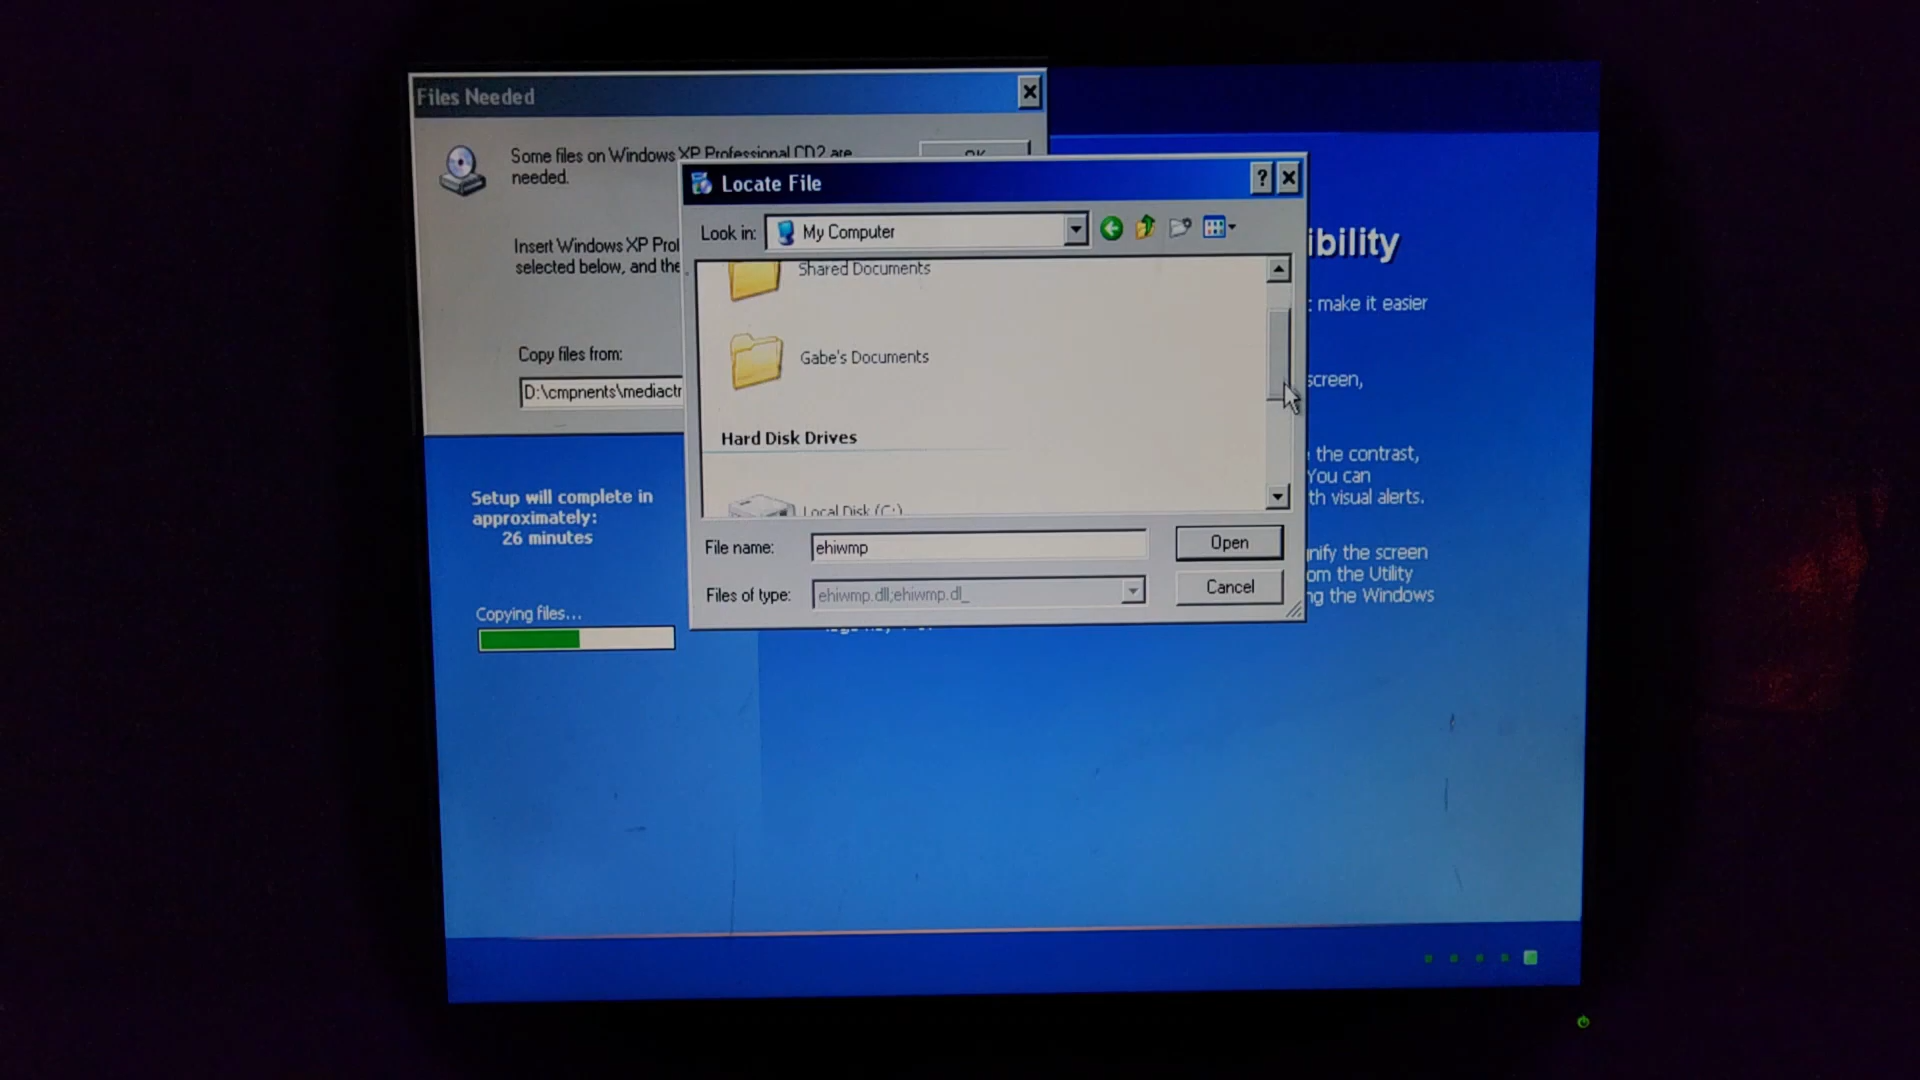 Files Needed
Some files on Windows XP Professional CD2 are
needed.
OK
Insert Windows XP
selected below, and the
Copy files from:
D:\cmpnents\mediactr
Locate File
Look in:
My Computer
Shared Documents
Gabe's Documents
Hard Disk Drives
Local Disk (C:)
File name:
ehiwmp
Open
Files of type:
ehiwmp.dll;ehiwmp.dl_
Cancel
Setup will complete in
approximately:
26 minutes
Copying files...
ibility
make it easier
screen,
the contrast,
You can
th visual alerts.
nify the screen
om the Utility
ng the Windows